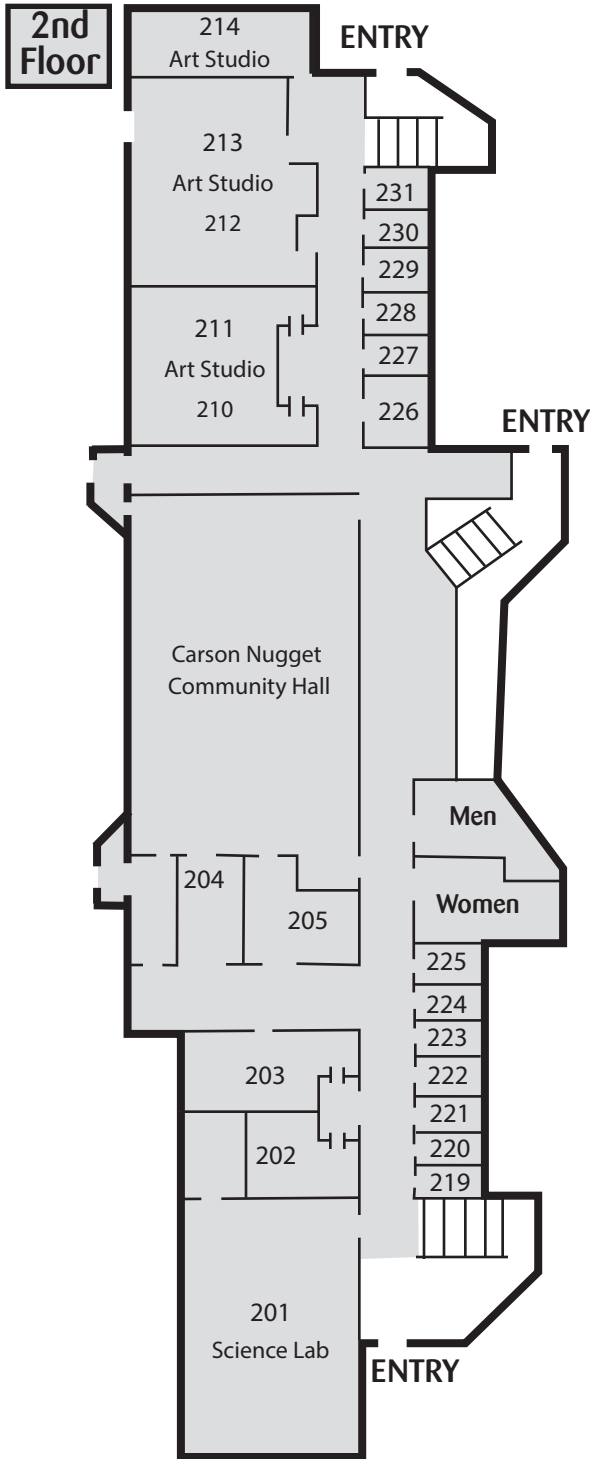 2nd
Floor
214
Art Studio
ENTRY
213
Art Studio
212
231
230
229
228
227
226
211
Art Studio
210
ENTRY
Carson Nugget
Community Hall
Men
Women
204
205
225
224
223
222
221
220
219
203
202
201
Science Lab
ENTRY